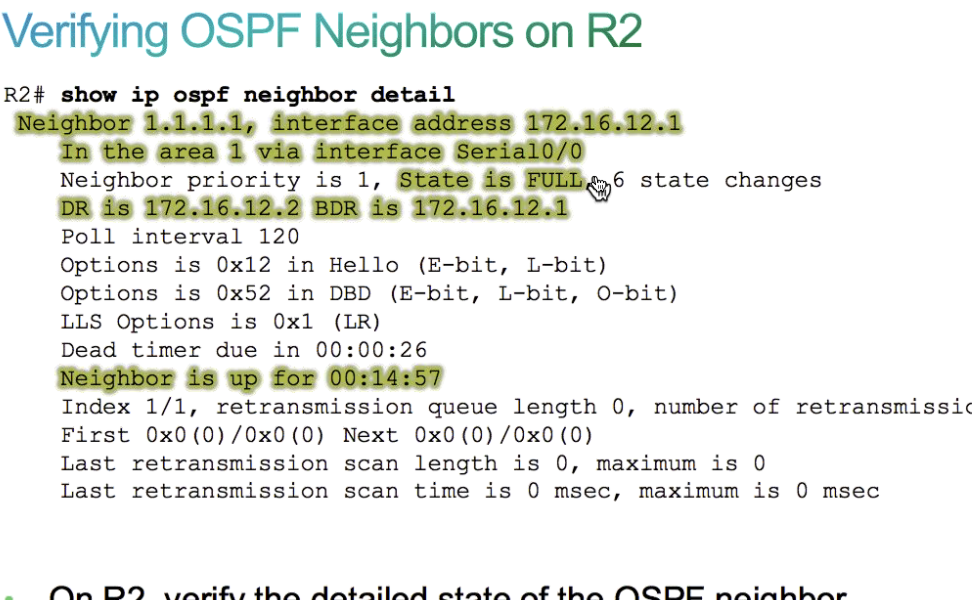 Verifying OSPF Neighbors on R2
R2# show ip ospf neighbor detail
Neighbor 1.1.1.1, interface address 172.16.12.1
In the area 1 via interface Serial0/0
Neighbor priority is 1, State is FULL, 6 state changes
DR is 172.16.12.2 BDR is 172.16.12.1
Poll interval 120
Options is 0x12 in Hello (E-bit, L-bit)
Options is 0x52 in DBD (E-bit, L-bit, O-bit)
LLS Options is 0x1 (LR)
Dead timer due in 00:00:26
Neighbor is up for 00:14:57
Index 1/1, retransmission queue length 0, number of
First 0x0(0)/0x0(0) Next 0x0(0)/0x0(0)
Last retransmission scan length is 0, maximum is 0
Last retransmission scan time is 0 msec, maximum is 0 msec
On R2, verify the detailed state of the OSPF neighbor